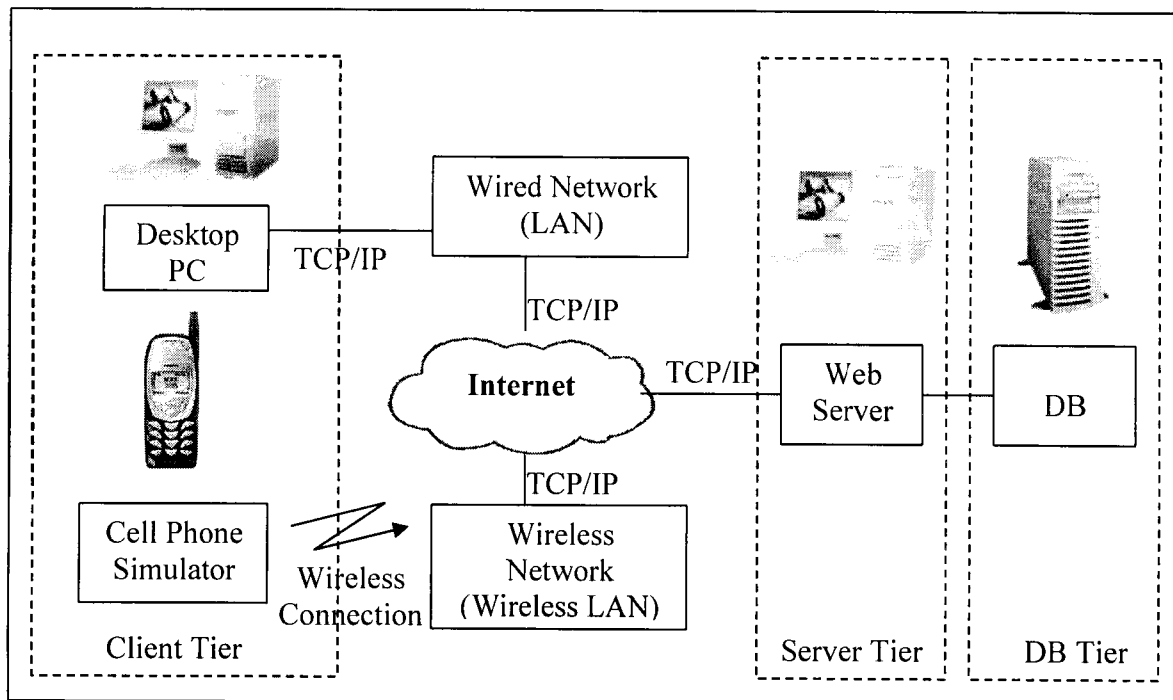 Desktop
PC
TCP/IP
Wired Network
(LAN)
TCP/IP
Internet
TCP/IP
Web
Server
DB
TCP/IP
Cell Phone
Simulator
Wireless
Connection
Wireless
Network
(Wireless LAN)
Client Tier
Server Tier
DB Tier